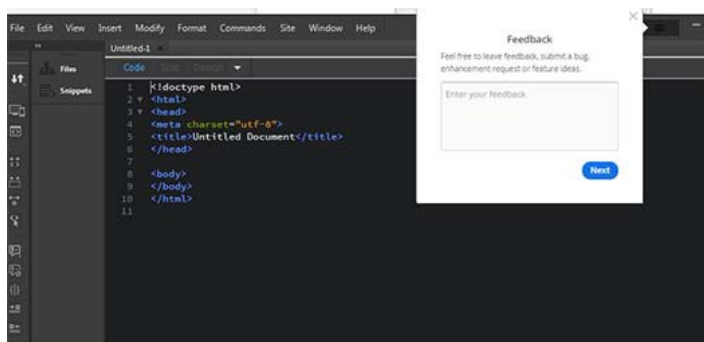 File Edit View Insert Modify Format Commands Site Window Help
Untitled-1 ×
Files
Snippets
Code Split Design
1 <!doctype html>
2 <html>
3 <head>
4 <meta charset="utf-8">
5 <title>Untitled Document</title>
6 </head>
7
8 <body>
9 </body>
10 </html>
11
Feedback
Feel free to leave feedback, submit a bug,
enhancement request or feature ideas.
Enter your feedback
Next